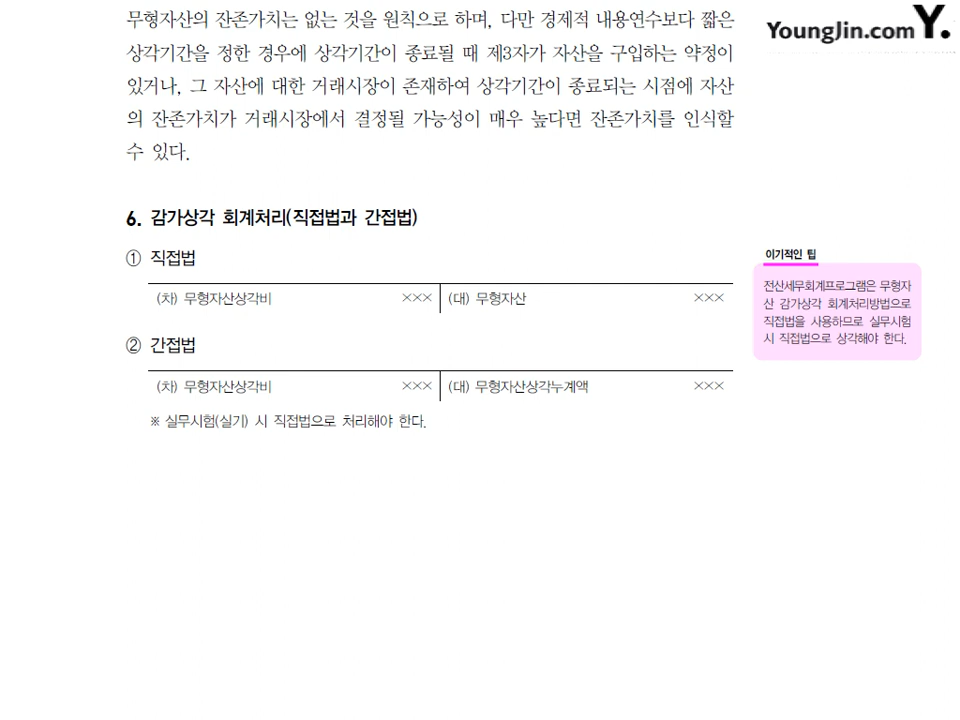 무형자산의 잔존가치는 없는 것을 원칙으로 하며, 다만 경제적 내용연수보다 짧은
상각기간을 정한 경우에 상각기간이 종료될 때 제3자가 자산을 구입하는 약정이
있거나, 그 자산에 대한 거래시장이 존재하여 상각기간이 종료되는 시점에 자산
의 잔존가치가 거래시장에서 결정될 가능성이 매우 높다면 잔존가치를 인식할
수 있다.
YoungJin.com Y.
6. 감가상각 회계처리(직접법과 간접법)
① 직접법
(차) 무형자산상각비 ××× (대) 무형자산 ×××
② 간접법
(차) 무형자산상각비 ××× (대) 무형자산상각누계액 ×××
※ 실무시험(실기) 시 직접법으로 처리해야 한다.
이기적인 팁
전산세무회계프로그램은 무형자
산 감가상각 회계처리방법으로
직접법을 사용하므로 실무시험
시 직접법으로 상각해야 한다.